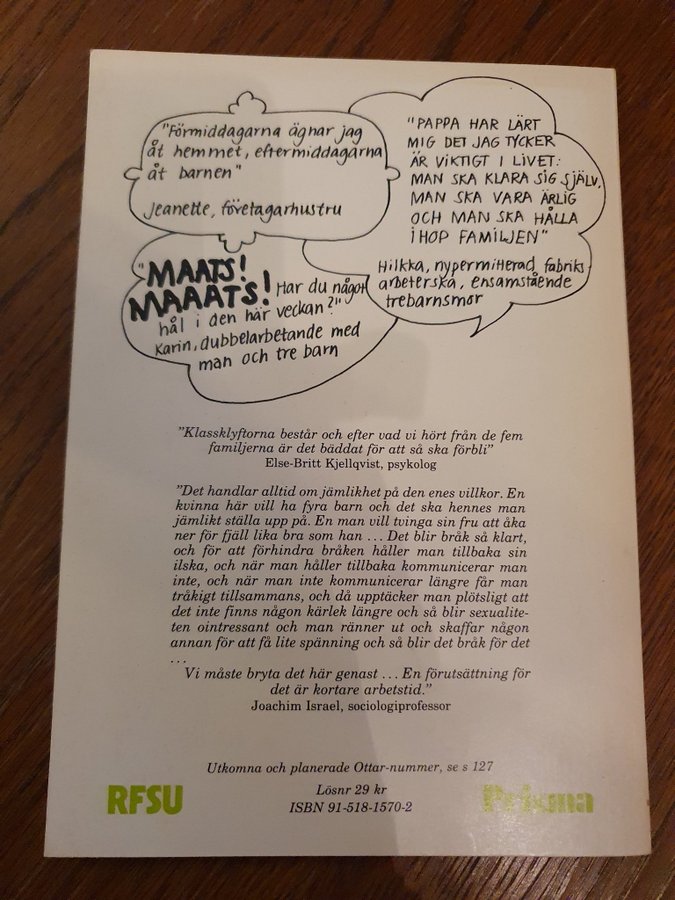 "Förmiddagarna ägnar jag
åt hemmet, eftermiddagarna
åt barnen"
Jeanette, företagarhustru
"PAPPA HAR LÄRT
MIG DET JAG TYCKER
ÄR VIKTIGT I LIVET:
MAN SKA KLARA SIG SJÄLV,
MAN SKA VARA ÄRLIG
OCH MAN SKA HÅLLA
IHOP FAMILJEN"
Hilkka, nypermitterad fabriks-
arbeterska, ensamstående
trebarnsmor
"MAATS!
MAAATS! Har du något
hål i den här veckan?"
Karin, dubbelarbetande med
man och tre barn
"Klassklyftorna består och efter vad vi hört från de fem
familjerna är det bäddat för att så ska förbli"
Else-Britt Kjellqvist, psykolog
"Det handlar alltid om jämlikhet på den enes villkor. En
kvinna här vill ha fyra barn och det ska hennes man
jämlikt ställa upp på. En man vill tvinga sin fru att åka
ner för fjäll lika bra som han ... Det blir bråk så klart,
och för att förhindra bråken håller man tillbaka sin
ilska, och när man håller tillbaka kommunicerar man
inte, och när man inte kommunicerar längre får man
tråkigt tillsammans, och då upptäcker man plötsligt att
det inte finns någon kärlek längre och så blir sexualite-
ten ointressant och man ränner ut och skaffar någon
annan för att få lite spänning och så blir det bråk för det
...
Vi måste bryta det här genast ... En förutsättning för
det är kortare arbetstid."
Joachim Israel, sociologiprofessor
Utkomna och planerade Ottar-nummer, se s 127
RFSU
Lösnr 29 kr
ISBN 91-518-1570-2
Prisma